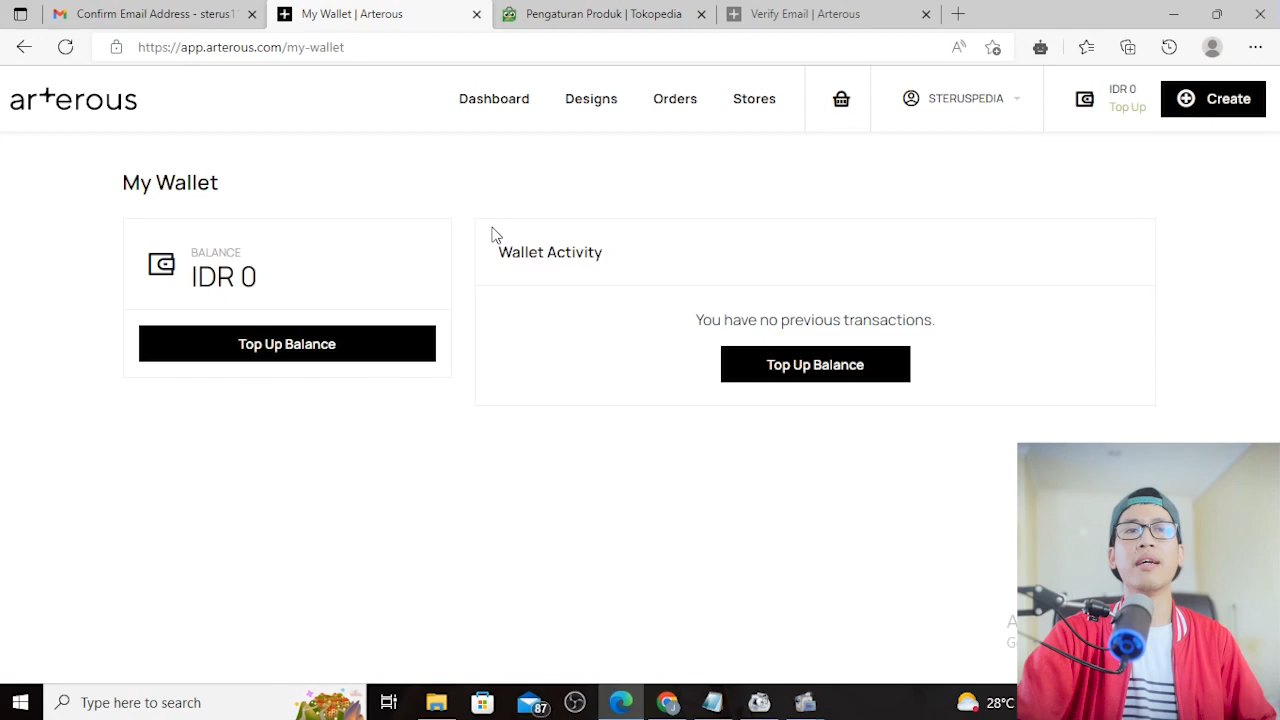 Confirm Email Address - sterus1
My Wallet | Arterous
Pengaturan Produk | Tokopedia
Verify Email | Arterous
https://app.arterous.com/my-wallet
ar+erous
Dashboard
Designs
Orders
Stores
STERUSPEDIA
IDR 0
Top Up
Create
My Wallet
BALANCE
IDR 0
Top Up Balance
Wallet Activity
You have no previous transactions.
Top Up Balance
Type here to search
87
28°C